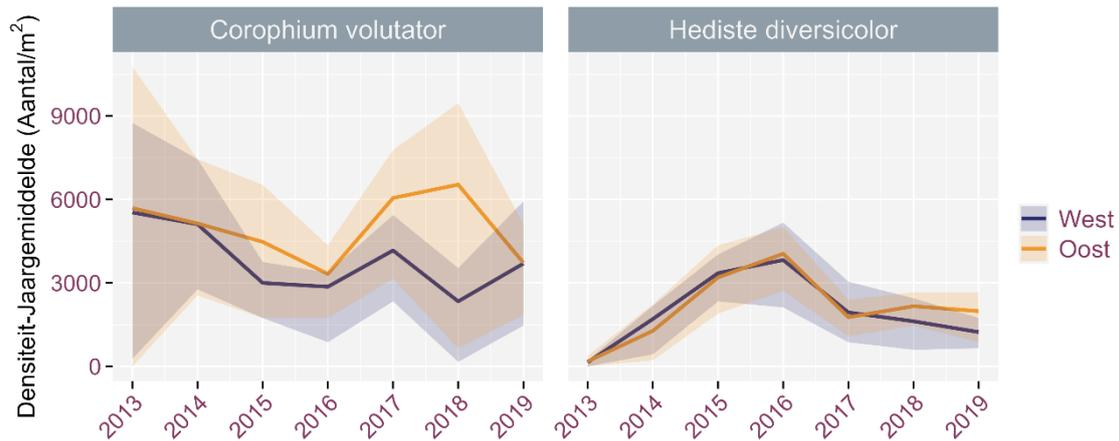 Corophium volutator
Hediste diversicolor
Densiteit-Jaargemiddelde (Aantal/m²)
9000
6000
3000
0
2013 2014 2015 2016 2017 2018 2019
2013 2014 2015 2016 2017 2018 2019
West
Oost